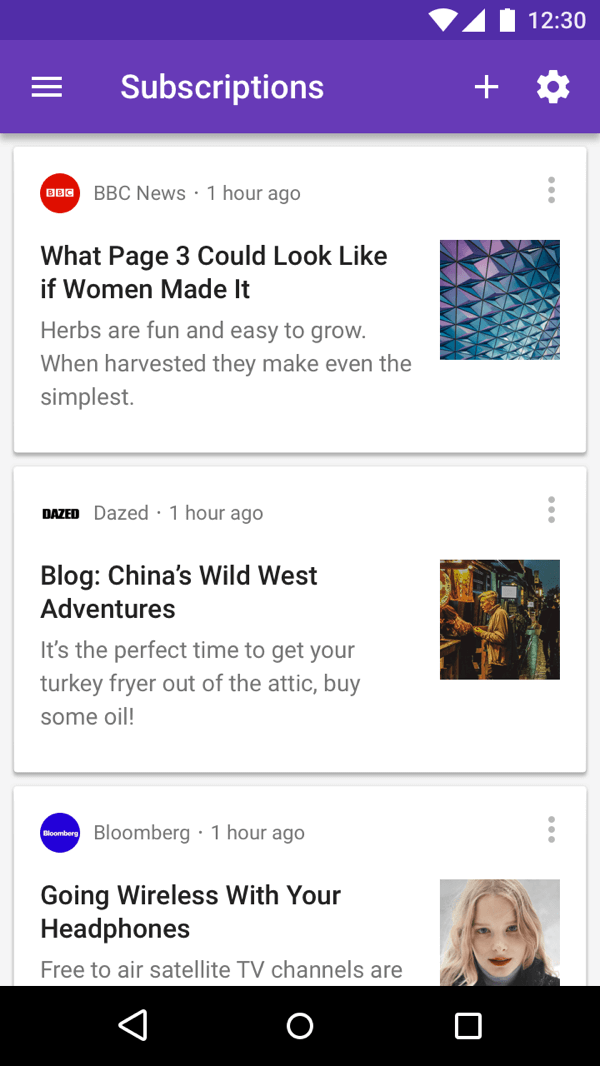 12:30
Subscriptions
BBC
BBC News · 1 hour ago
What Page 3 Could Look Like
if Women Made It
Herbs are fun and easy to grow.
When harvested they make even the
simplest.
DAZED
Dazed · 1 hour ago
Blog: China’s Wild West
Adventures
It’s the perfect time to get your
turkey fryer out of the attic, buy
some oil!
Bloomberg
Bloomberg · 1 hour ago
Going Wireless With Your
Headphones
Free to air satellite TV channels are